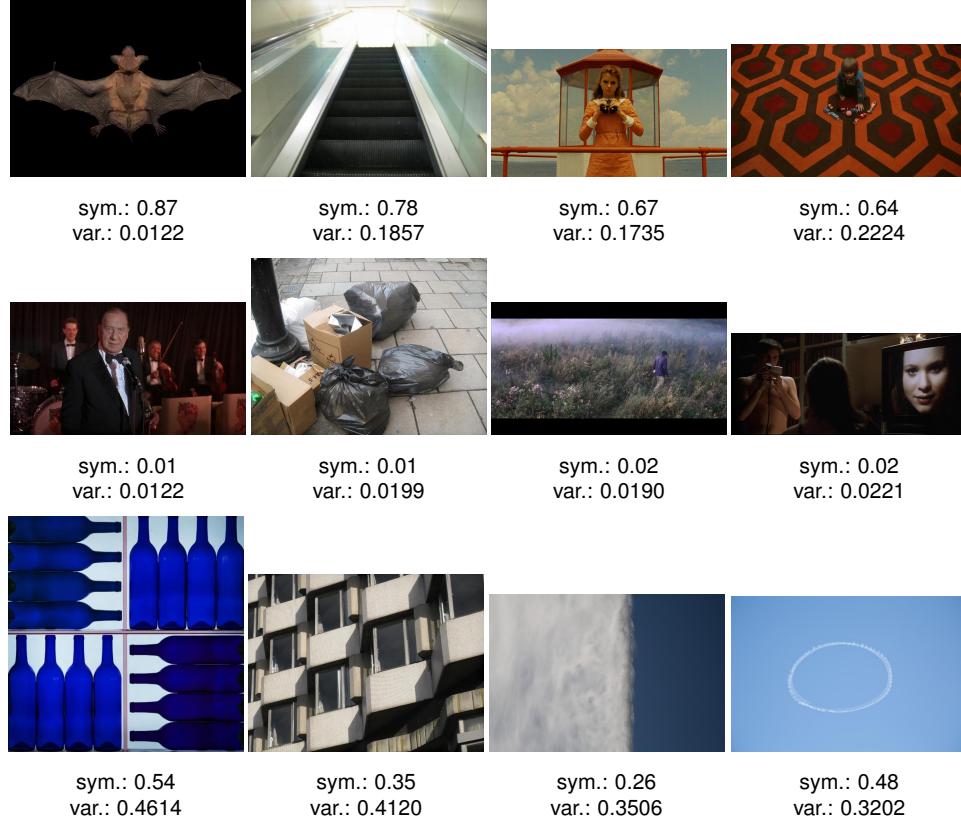 sym.: 0.87
var.: 0.0122
sym.: 0.78
var.: 0.1857
sym.: 0.67
var.: 0.1735
sym.: 0.64
var.: 0.2224
sym.: 0.01
var.: 0.0122
sym.: 0.01
var.: 0.0199
sym.: 0.02
var.: 0.0190
sym.: 0.02
var.: 0.0221
sym.: 0.54
var.: 0.4614
sym.: 0.35
var.: 0.4120
sym.: 0.26
var.: 0.3506
sym.: 0.48
var.: 0.3202